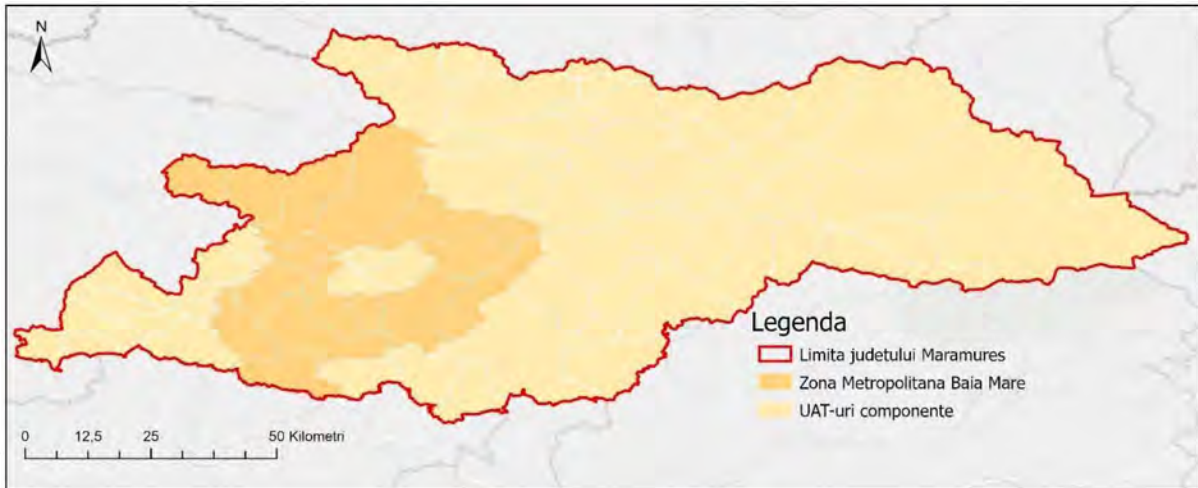 N
Legenda
Limita judetului Maramures
Zona Metropolitana Baia Mare
UAT-uri componente
0 12,5 25 50 Kilometri